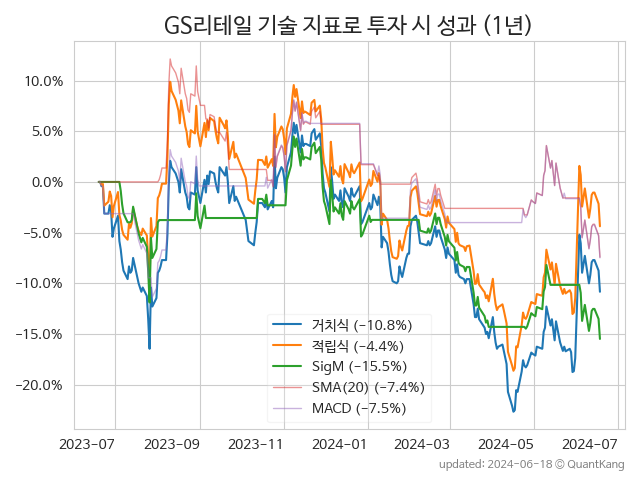 GS리테일 기술 지표로 투자 시 성과 (1년)
10.0%
5.0%
0.0%
−5.0%
−10.0%
−15.0%
−20.0%
거치식 (−10.8%)
적립식 (−4.4%)
SigM (−15.5%)
SMA(20) (−7.4%)
MACD (−7.5%)
2023-07 2023-09 2023-11 2024-01 2024-03 2024-05 2024-07
updated: 2024-06-18 © QuantKang